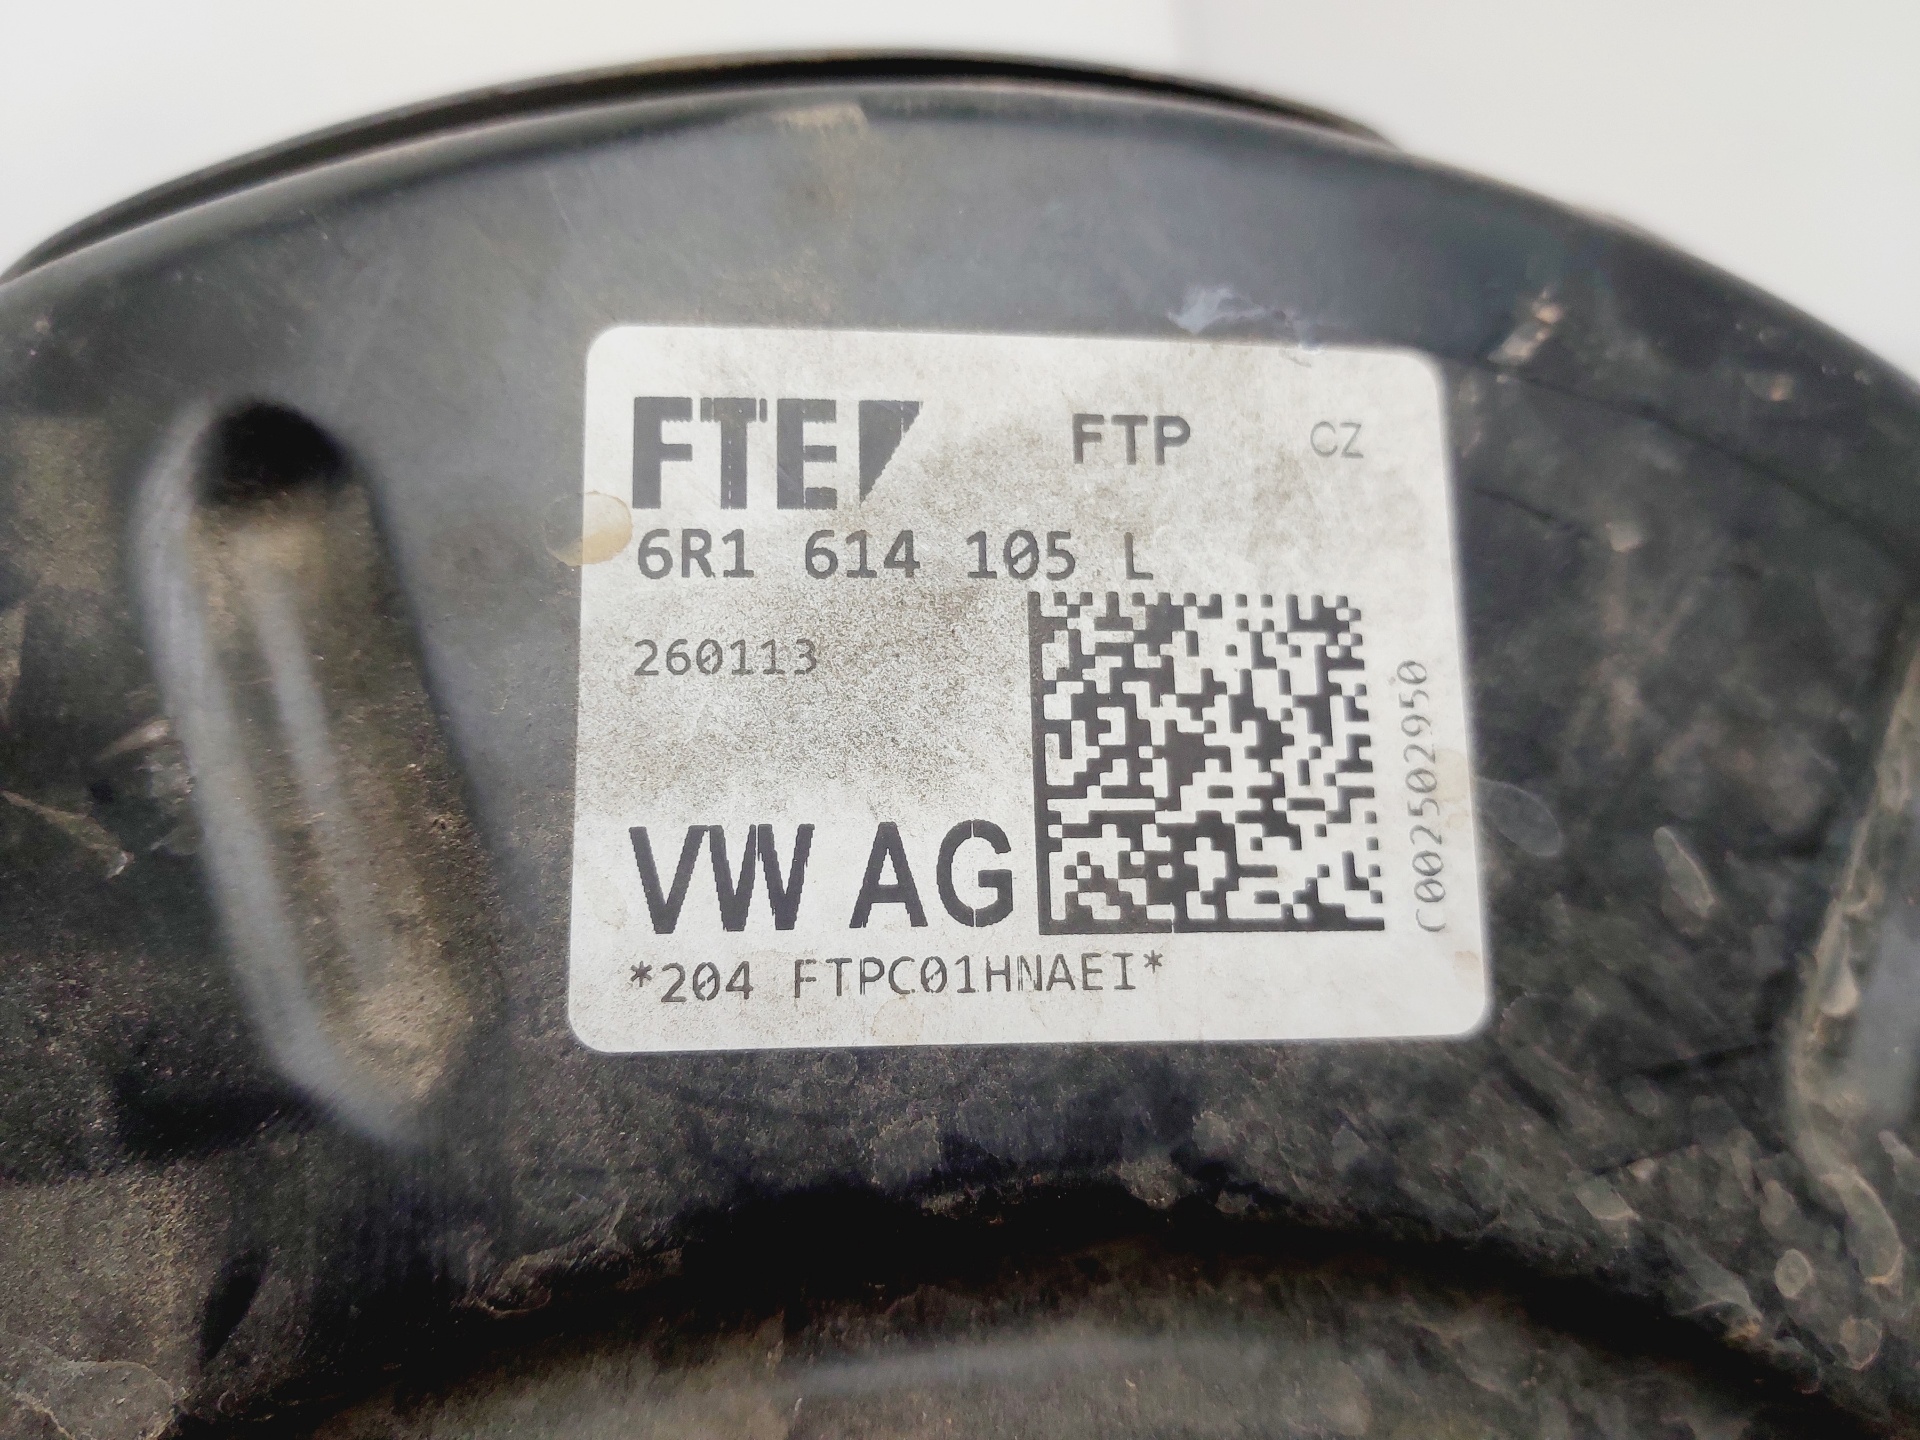 FTE FTP CZ
6R1 614 105 L
260113
C002502950
VW AG
*204 FTPC01HNAEI*